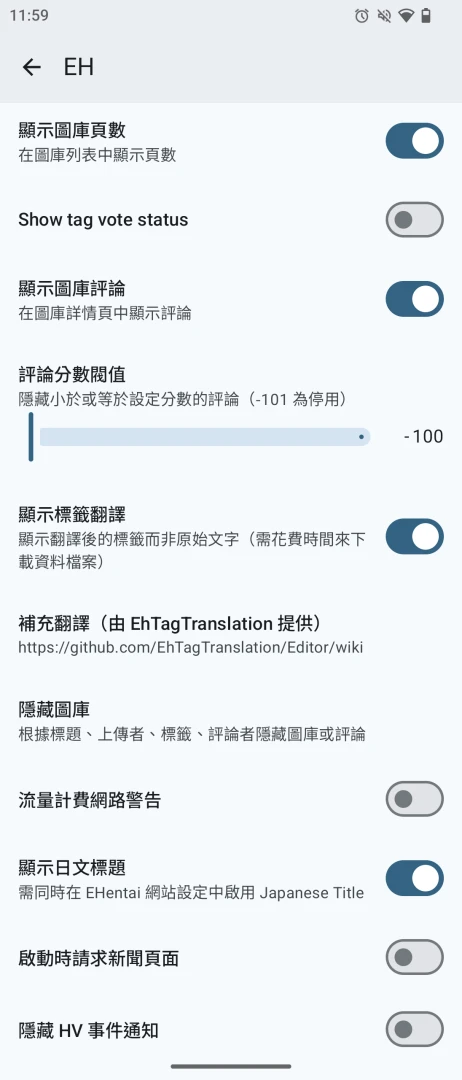 11:59
EH
顯示圖庫頁數
在圖庫列表中顯示頁數
Show tag vote status
顯示圖庫評論
在圖庫詳情頁中顯示評論
評論分數閥值
隱藏小於或等於設定分數的評論（-101 為停用）
-100
顯示標籤翻譯
顯示翻譯後的標籤而非原始文字（需花費時間來下
載資料檔案）
補充翻譯（由 EhTagTranslation 提供）
https://github.com/EhTagTranslation/Editor/wiki
隱藏圖庫
根據標題、上傳者、標籤、評論者隱藏圖庫或評論
流量計費網路警告
顯示日文標題
需同時在 EHentai 網站設定中啟用 Japanese Title
啟動時請求新聞頁面
隱藏 HV 事件通知